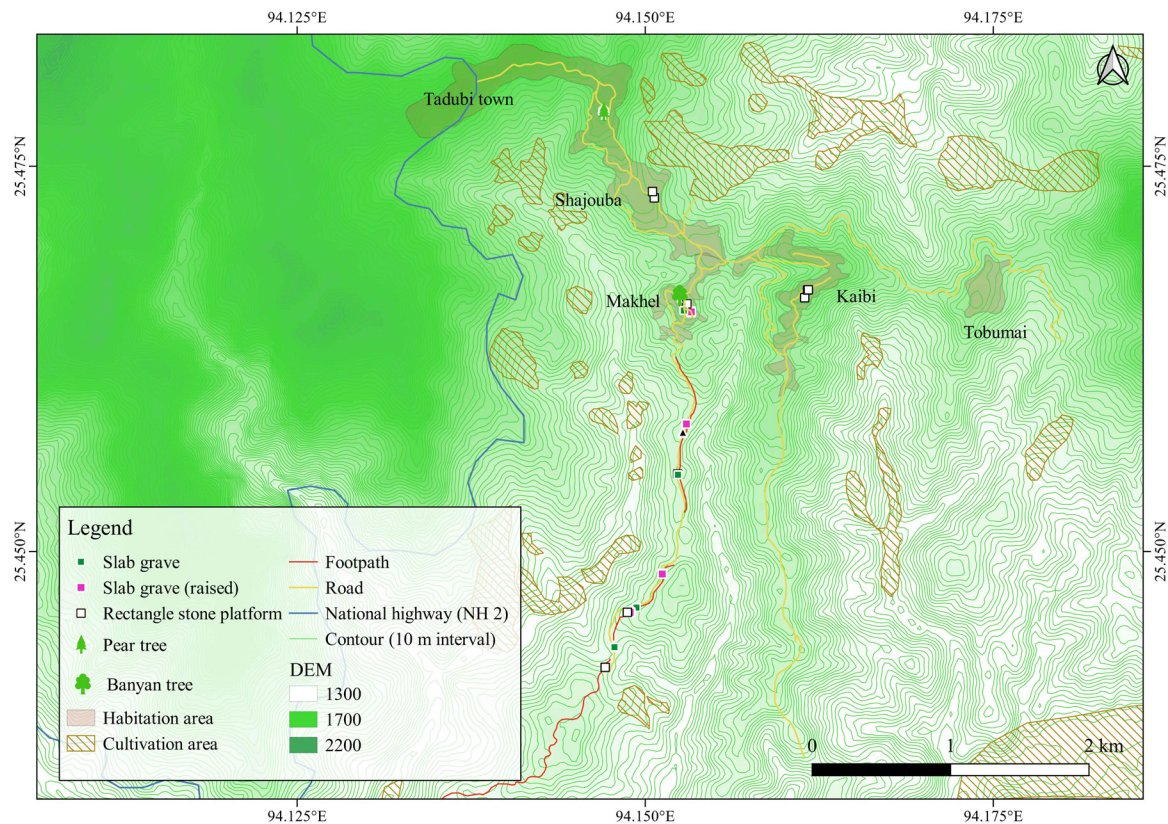 94.125°E 94.150°E 94.175°E
Tadubi town
25.475°N 25.475°N
Shajouba
Makhel
Kaibi
Tobumai
Legend
Slab grave
Slab grave (raised)
Rectangle stone platform
Pear tree
Banyan tree
Habitation area
Cultivation area
Footpath
Road
National highway (NH 2)
Contour (10 m interval)
DEM
1300
1700
2200
25.450°N 25.450°N
0 1 2 km
94.125°E 94.150°E 94.175°E